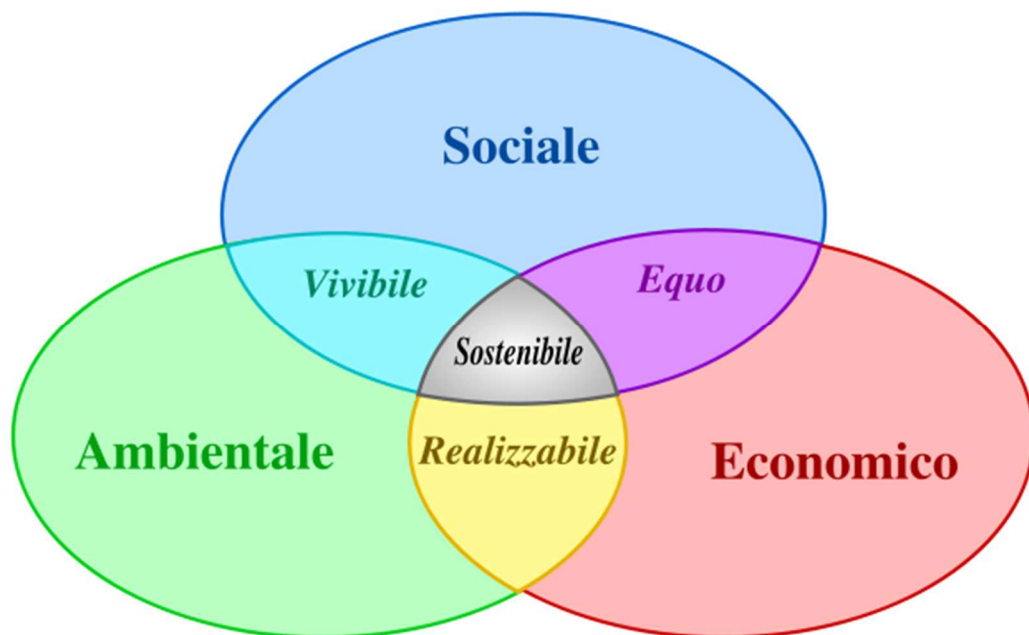 Sociale
Vivibile
Equo
Sostenibile
Ambientale
Realizzabile
Economico